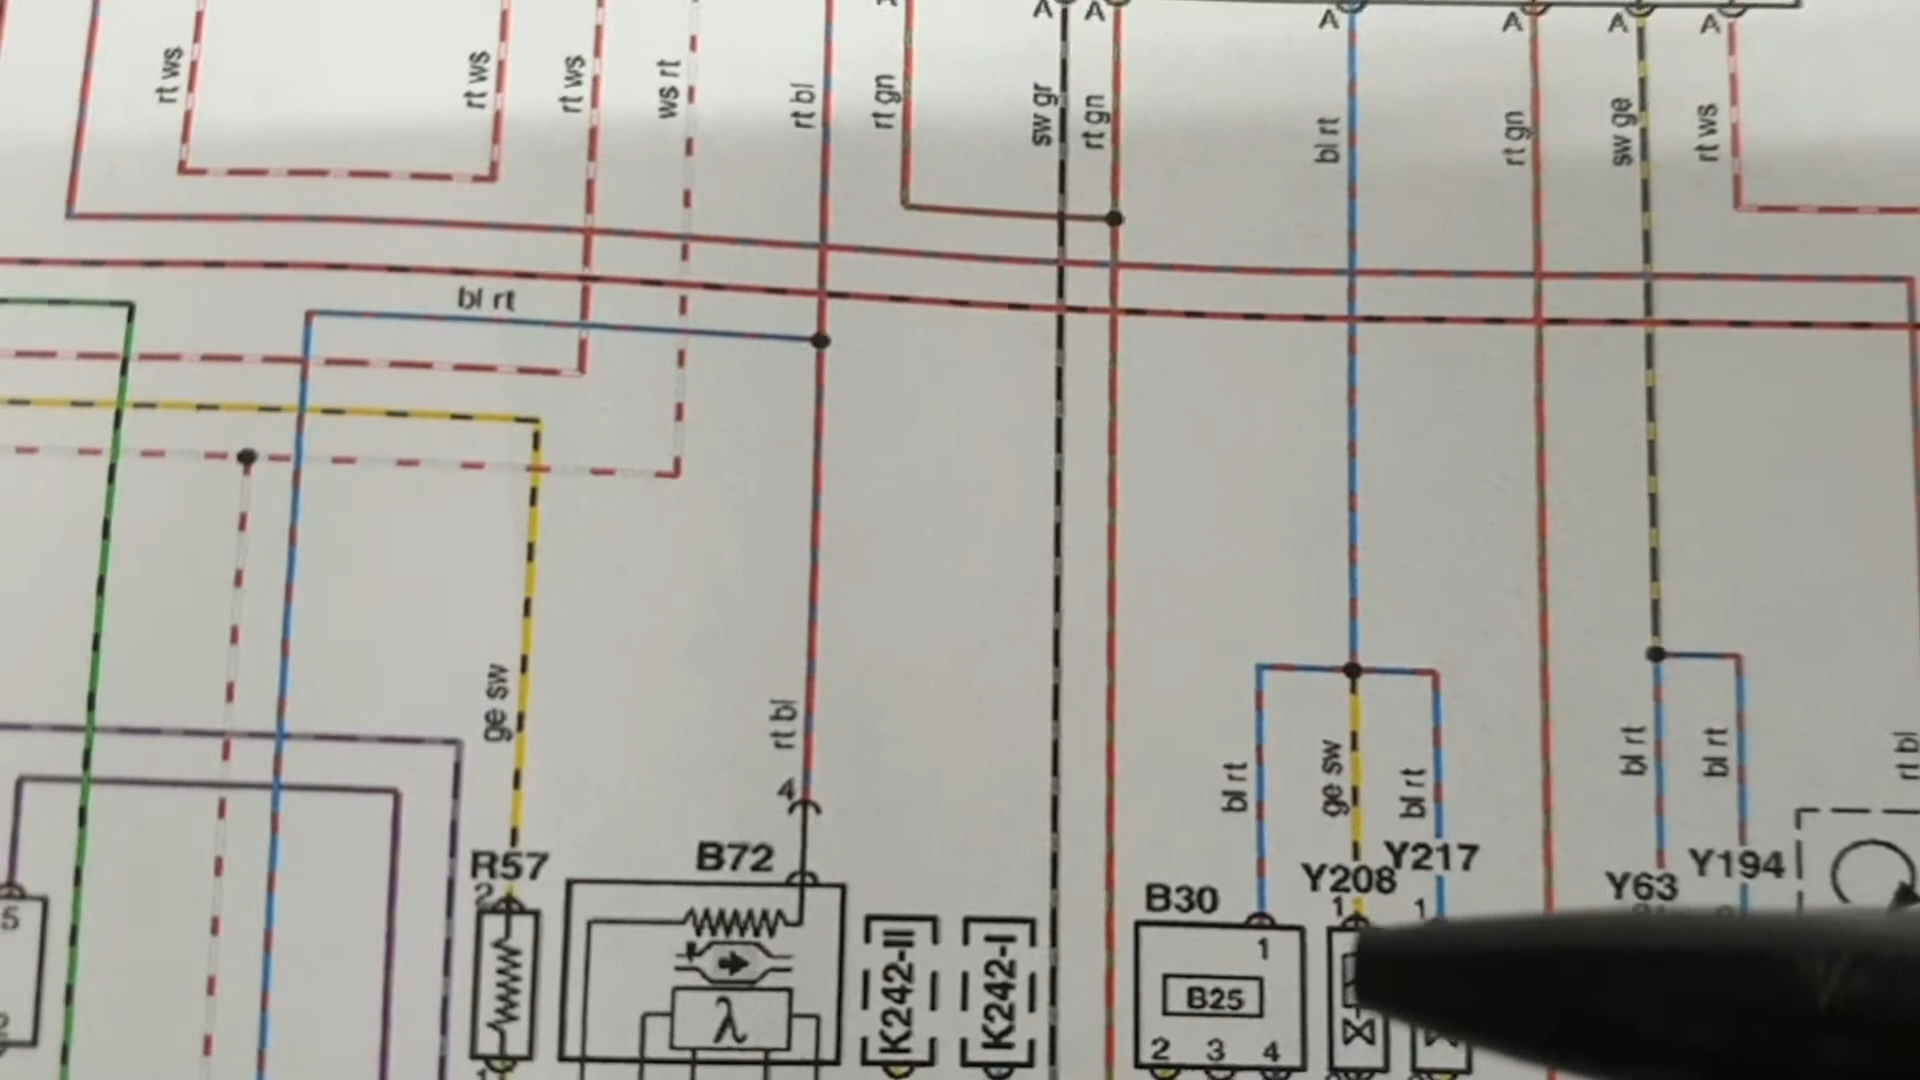 A
A
A
A
A
A
rt ws
rt ws
rt ws
ws rt
rt bl
rt gn
sw gr
rt gn
bl rt
rt gn
sw ge
rt ws
bl rt
ge sw
rt bl
bl rt
ge sw
bl rt
bl rt
bl rt
rt bl
4
R57
2
B72
B30
Y208
Y217
Y63
Y194
1
1
5
1
B25
K242-II
K242-I
λ
2
3
4
1